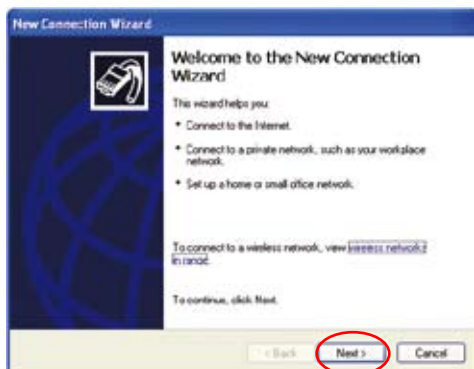 New Connection Wizard
Welcome to the New Connection
Wizard
This wizard helps you:
* Connect to the Internet.
* Connect to a private network, such as your workplace
network.
* Set up a home or small office network.
To connect to a wireless network, view wireless networks
in range.
To continue, click Next.
< Back
Next >
Cancel